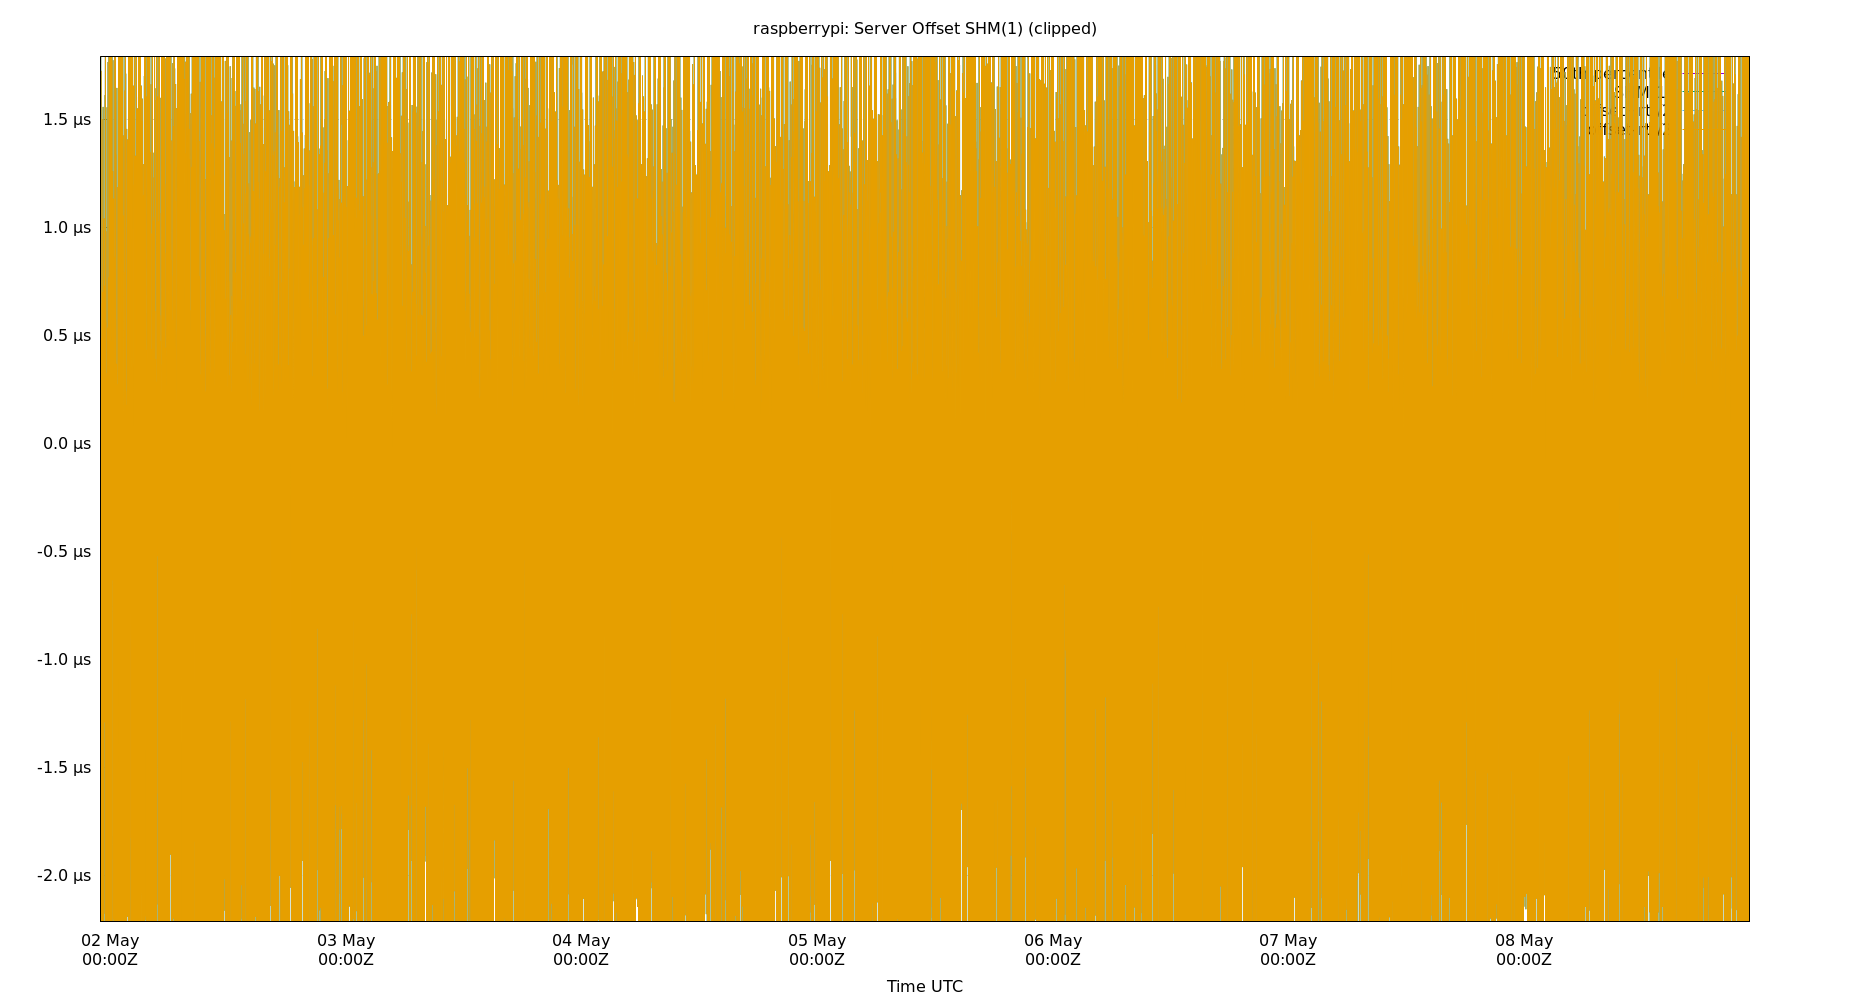 raspberrypi: Server Offset SHM(1) (clipped)
1.5 µs
1.0 µs
0.5 µs
0.0 µs
-0.5 µs
-1.0 µs
-1.5 µs
-2.0 µs
02 May 03 May 04 May 05 May 06 May 07 May 08 May
00:00Z 00:00Z 00:00Z 00:00Z 00:00Z 00:00Z 00:00Z
Time UTC